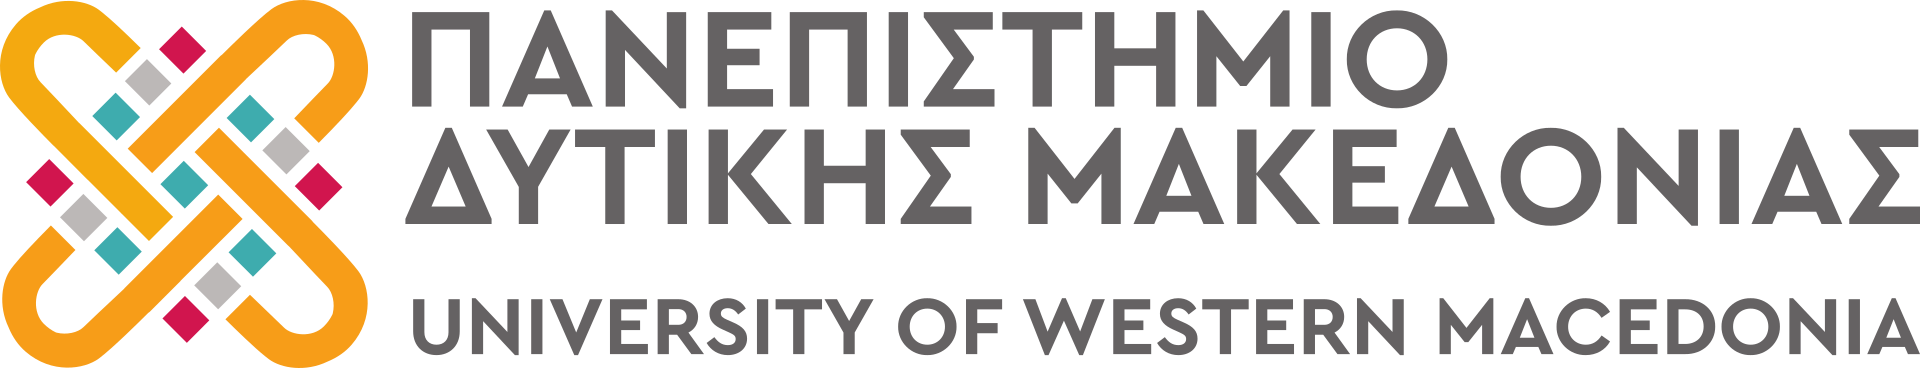 ΠΑΝΕΠΙΣΤΗΜΙΟ
ΔΥΤΙΚΗΣ ΜΑΚΕΔΟΝΙΑΣ
UNIVERSITY OF WESTERN MACEDONIA